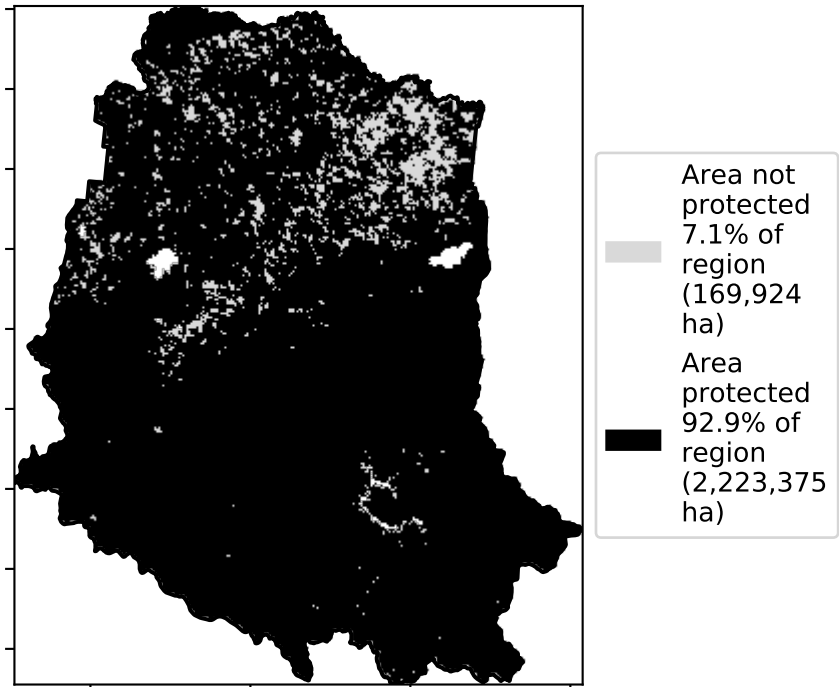 Area not
protected
7.1% of
region
(169,924
ha)
Area
protected
92.9% of
region
(2,223,375
ha)